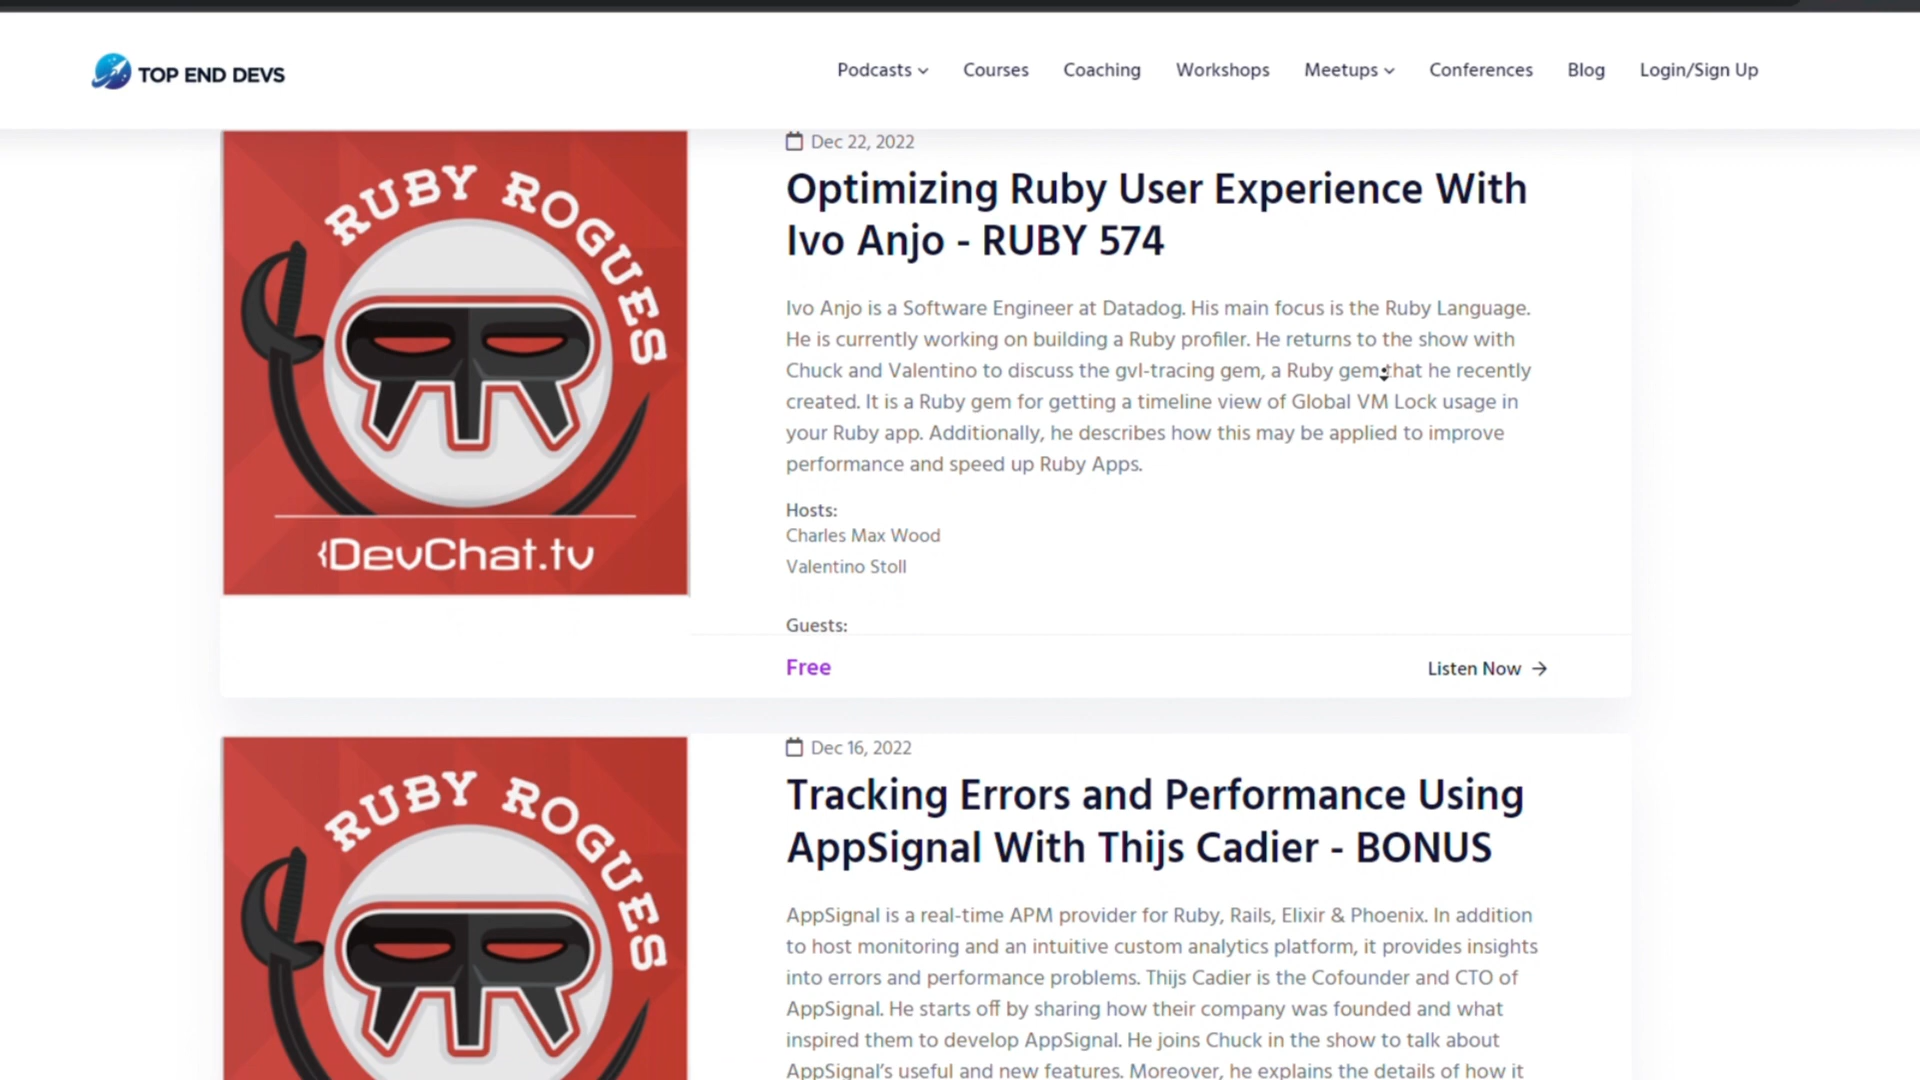 TOP END DEVS
Podcasts
Courses
Coaching
Workshops
Meetups
Conferences
Blog
Login/Sign Up
RUBY ROGUES
{DevChat.tv
Dec 22, 2022
Optimizing Ruby User Experience With
Ivo Anjo - RUBY 574
Ivo Anjo is a Software Engineer at Datadog. His main focus is the Ruby Language.
He is currently working on building a Ruby profiler. He returns to the show with
Chuck and Valentino to discuss the gvl-tracing gem, a Ruby gem that he recently
created. It is a Ruby gem for getting a timeline view of Global VM Lock usage in
your Ruby app. Additionally, he describes how this may be applied to improve
performance and speed up Ruby Apps.
Hosts:
Charles Max Wood
Valentino Stoll
Guests:
Free
Listen Now
RUBY ROGUES
Dec 16, 2022
Tracking Errors and Performance Using
AppSignal With Thijs Cadier - BONUS
AppSignal is a real-time APM provider for Ruby, Rails, Elixir & Phoenix. In addition
to host monitoring and an intuitive custom analytics platform, it provides insights
into errors and performance problems. Thijs Cadier is the Cofounder and CTO of
AppSignal. He starts off by sharing how their company was founded and what
inspired them to develop AppSignal. He joins Chuck in the show to talk about
AppSignal's useful and new features. Moreover, he explains the details of how it